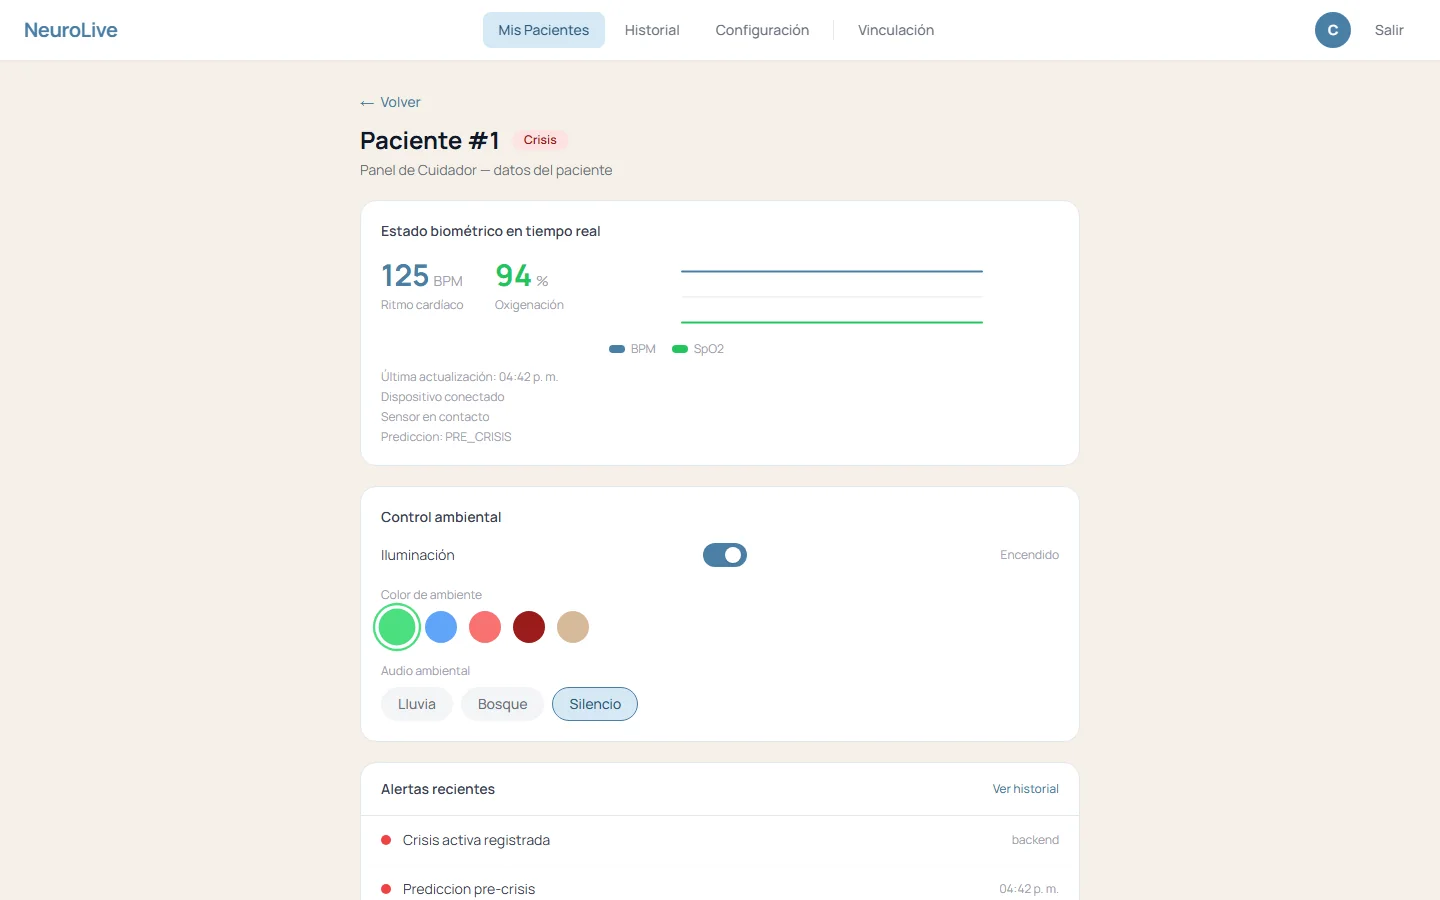 NeuroLive
Mis Pacientes
Historial
Configuración
Vinculación
C
Salir
← Volver
Paciente #1
Crisis
Panel de Cuidador — datos del paciente
Estado biométrico en tiempo real
125 BPM
94 %
Ritmo cardíaco
Oxigenación
BPM
SpO2
Última actualización: 04:42 p. m.
Dispositivo conectado
Sensor en contacto
Prediccion: PRE_CRISIS
Control ambiental
Iluminación
Encendido
Color de ambiente
Audio ambiental
Lluvia
Bosque
Silencio
Alertas recientes
Ver historial
Crisis activa registrada
backend
Prediccion pre-crisis
04:42 p. m.